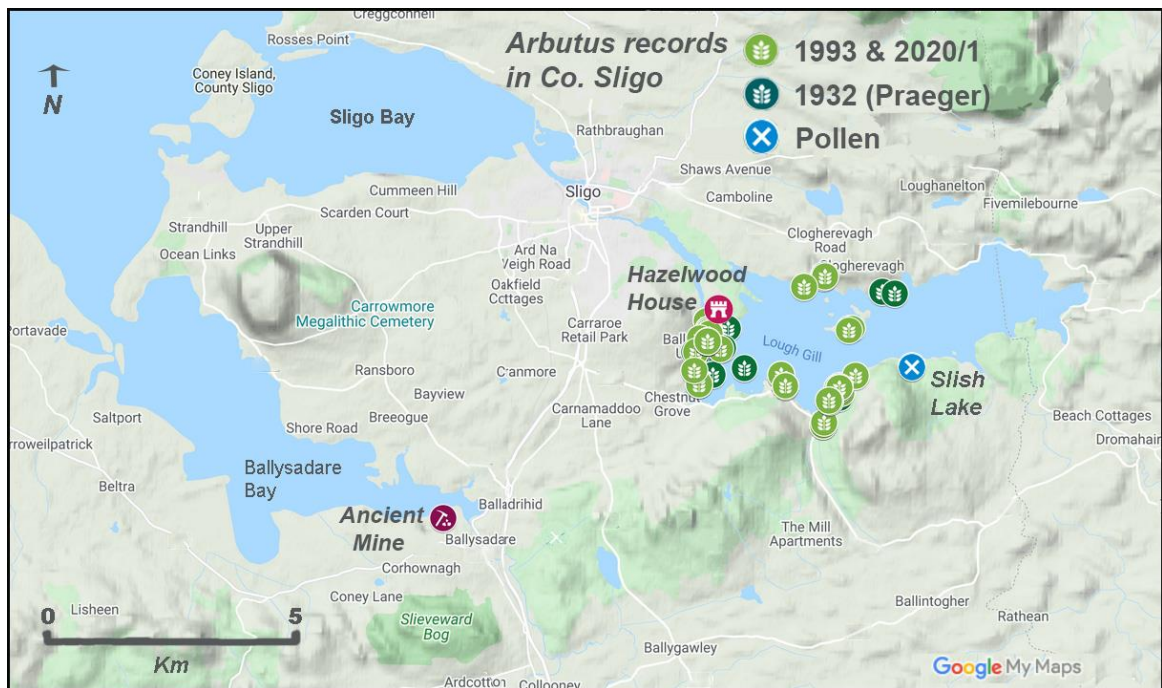 Creggconnell
Rosses Point
Coney Island,
County Sligo
N
Sligo Bay
Arbutus records
in Co. Sligo
1993 & 2020/1
1932 (Praeger)
Pollen
Rathbraughan
Shaws Avenue
Camboline
Loughanelton
Fivemilebourne
Cummeen Hill
Sligo
Scarden Court
Strandhill
Upper
Strandhill
Ocean Links
Ard Na
Veigh Road
Oakfield
Cottages
Clogherevagh
Road
Clogherevagh
Hazelwood
House
Carrowmore
Megalithic Cemetery
Carraroe
Retail Park
Lough Gill
Portavade
Ransboro
Cranmore
Bayview
Chestnut
Grove
Slish
Lake
Saltport
Breeogue
Carnamaddoo
Lane
Beach Cottages
Shore Road
Dromahair
rroweilpatrick
Beltra
Ballysadare
Bay
Balladrihid
Ancient
Mine
Ballysadare
The Mill
Apartments
Corhownagh
Coney Lane
Lisheen
Slieveward
Bog
Ballintogher
Rathean
0 5
Km
Ballygawley
Ardcotton
Collooney
Google My Maps